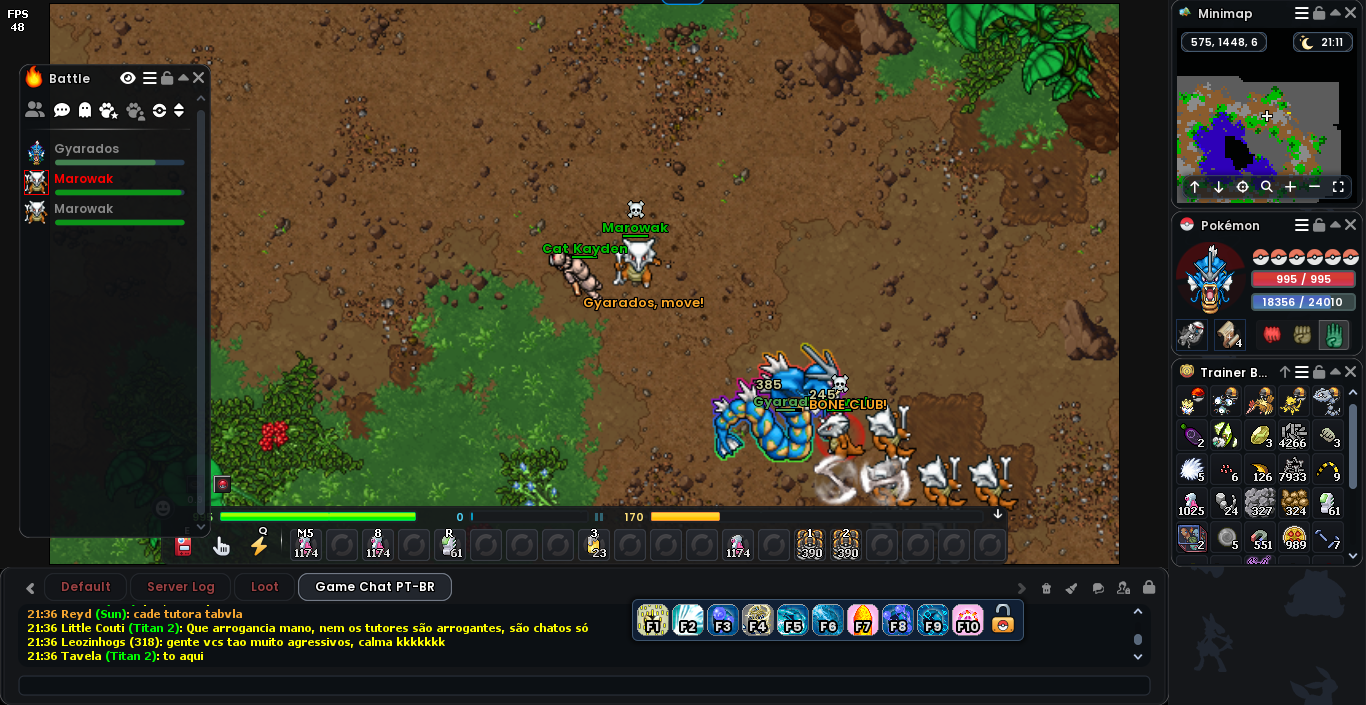 FPS
48
Battle
Gyarados
Marowak
Marowak
Marowak
Cat Kayden
Gyarados, move!
385
245
BONE CLUB!
0
170
E
Q
M5
1174
8
1174
R
61
3
23
1174
1
390
2
390
Default
Server Log
Loot
Game Chat PT-BR
21:36 Reyd (Sun): cade tutora tabvla
21:36 Little Couti (Titan 2): Que arrogancia mano, nem os tutores são arrogantes, são chatos só
21:36 Leozinhogs (318): gente vcs tao muito agressivos, calma kkkkkkk
21:36 Tavela (Titan 2): to aqui
F1 F2 F3 F4 F5 F6 F7 F8 F9 F10
Minimap
575, 1448, 6
21:11
Pokémon
995 / 995
18356 / 24010
4
Trainer B...
2 3 4266 3
5 6 126 7933 9
1025 24 327 324 61
2 5 551 989 7